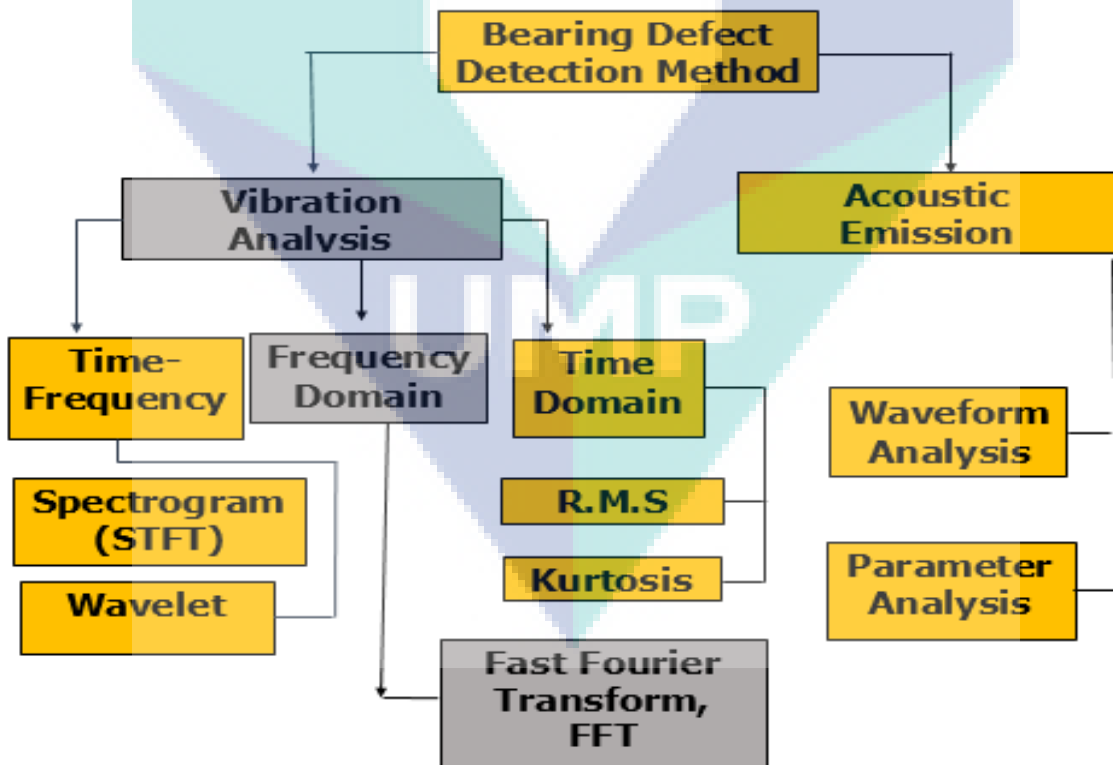 Bearing Defect
Detection Method
Vibration
Analysis
Acoustic
Emission
UMP
Time-
Frequency
Frequency
Domain
Time
Domain
Waveform
Analysis
Spectrogram
(STFT)
R.M.S
Kurtosis
Parameter
Analysis
Wavelet
Fast Fourier
Transform,
FFT